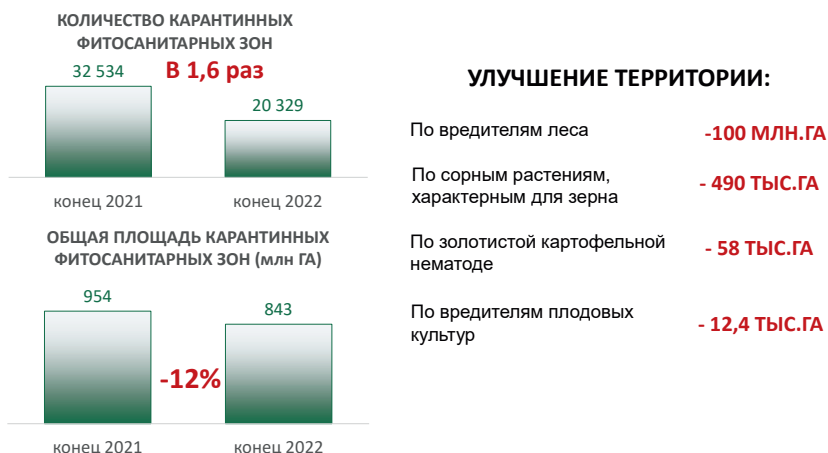 КОЛИЧЕСТВО КАРАНТИННЫХ
ФИТОСАНИТАРНЫХ ЗОН
32 534
В 1,6 раз
20 329
конец 2021
конец 2022
ОБЩАЯ ПЛОЩАДЬ КАРАНТИННЫХ
ФИТОСАНИТАРНЫХ ЗОН (млн ГА)
954
843
-12%
конец 2021
конец 2022
УЛУЧШЕНИЕ ТЕРРИТОРИИ:
По вредителям леса
-100 МЛН.ГА
По сорным растениям,
характерным для зерна
- 490 ТЫС.ГА
По золотистой картофельной
нематоде
- 58 ТЫС.ГА
По вредителям плодовых
культур
- 12,4 ТЫС.ГА